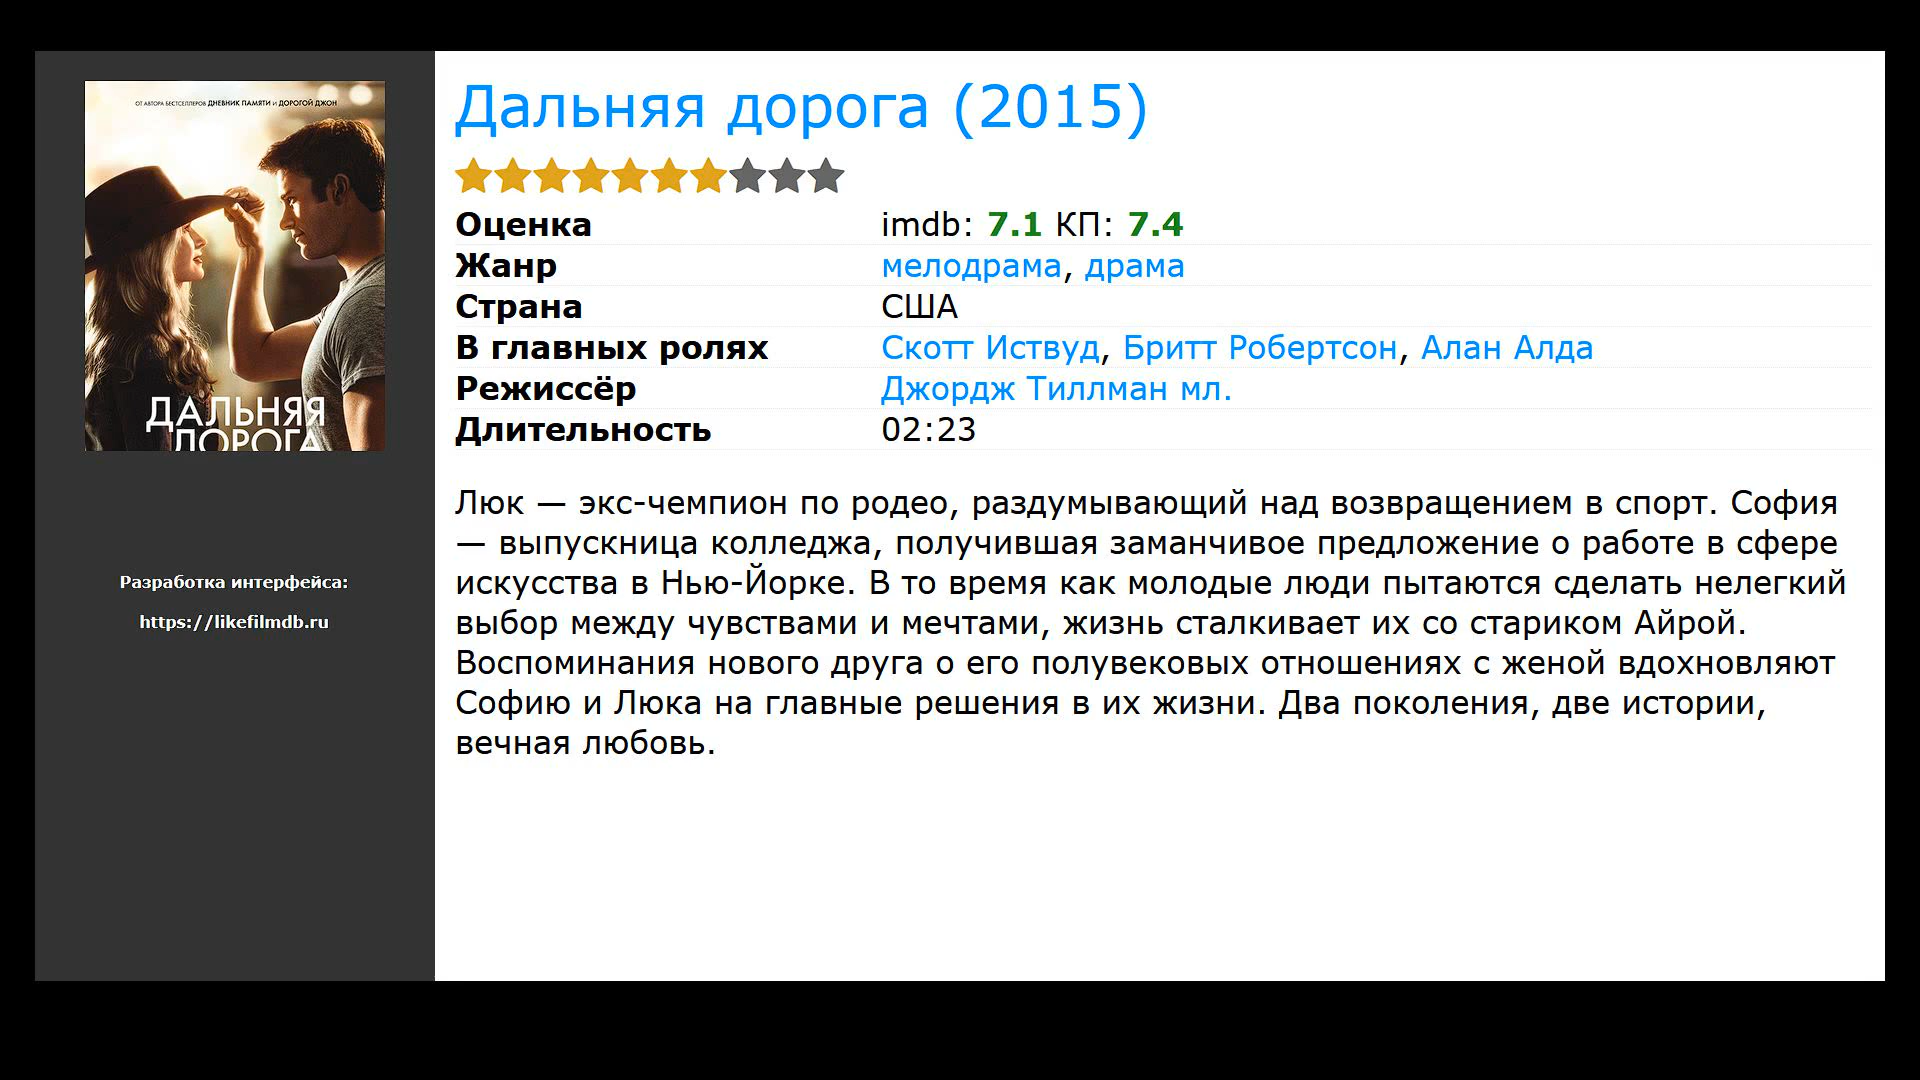 ОТ АВТОРА БЕСТСЕЛЛЕРОВ ДНЕВНИК ПАМЯТИ И ДОРОГОЙ ДЖОН
ДАЛЬНЯЯ
ДОРОГА
Разработка интерфейса:
https://likefilmdb.ru
Дальняя дорога (2015)
Оценка imdb: 7.1 КП: 7.4
Жанр мелодрама, драма
Страна США
В главных ролях Скотт Иствуд, Бритт Робертсон, Алан Алда
Режиссёр Джордж Тиллман мл.
Длительность 02:23
Люк — экс-чемпион по родео, раздумывающий над возвращением в спорт. София
— выпускница колледжа, получившая заманчивое предложение о работе в сфере
искусства в Нью-Йорке. В то время как молодые люди пытаются сделать нелегкий
выбор между чувствами и мечтами, жизнь сталкивает их со стариком Айрой.
Воспоминания нового друга о его полувековых отношениях с женой вдохновляют
Софию и Люка на главные решения в их жизни. Два поколения, две истории,
вечная любовь.